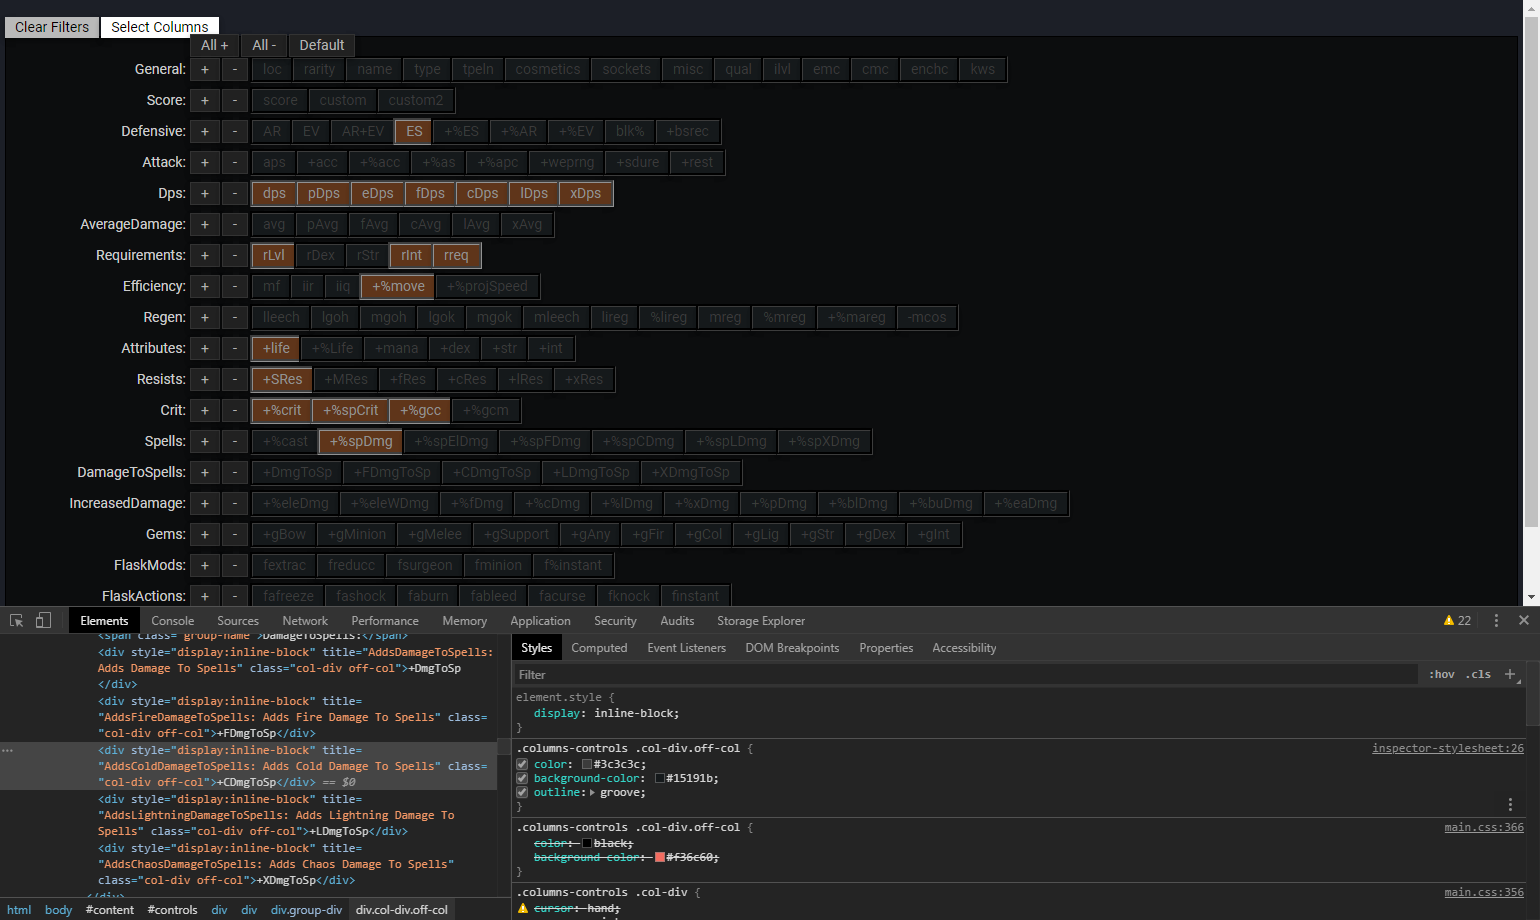 Clear Filters Select Columns
All + All - Default
General: + - loc rarity name type tpeln cosmetics sockets misc qual ilvl emc cmc enchc kws
Score: + - score custom custom2
Defensive: + - AR EV AR+EV ES +%ES +%AR +%EV blk% +bsrec
Attack: + - aps +acc +%acc +%as +%apc +weprng +sdure +rest
Dps: + - dps pDps eDps fDps cDps lDps xDps
AverageDamage: + - avg pAvg fAvg cAvg lAvg xAvg
Requirements: + - rLvl rDex rStr rInt rreq
Efficiency: + - mf iir iiq +%move +%projSpeed
Regen: + - lleech lgoh mgoh lgok mgok mleech lireg %lireg mreg %mreg +%mareg -mcos
Attributes: + - +life +%Life +mana +dex +str +int
Resists: + - +SRes +MRes +fRes +cRes +lRes +xRes
Crit: + - +%crit +%spCrit +%gcc +%gcm
Spells: + - +%cast +%spDmg +%spElDmg +%spFDmg +%spCDmg +%spLDmg +%spXDmg
DamageToSpells: + - +DmgToSp +FDmgToSp +CDmgToSp +LDmgToSp +XDmgToSp
IncreasedDamage: + - +%eleDmg +%eleWDmg +%fDmg +%cDmg +%lDmg +%xDmg +%pDmg +%blDmg +%buDmg +%eaDmg
Gems: + - +gBow +gMinion +gMelee +gSupport +gAny +gFir +gCol +gLig +gStr +gDex +gInt
FlaskMods: + - fextrac freducc fsurgeon fminion f%instant
FlaskActions: + - fafreeze fashock faburn fableed facurse fknock finstant
Elements Console Sources Network Performance Memory Application Security Audits Storage Explorer 22
<span class="group-name">DamageToSpells:</span>
<div style="display:inline-block" title="AddsDamageToSpells:
Adds Damage To Spells" class="col-div off-col">+DmgToSp
</div>
<div style="display:inline-block" title=
"AddsFireDamageToSpells: Adds Fire Damage To Spells" class=
"col-div off-col">+FDmgToSp</div>
<div style="display:inline-block" title=
"AddsColdDamageToSpells: Adds Cold Damage To Spells" class=
"col-div off-col">+CDmgToSp</div> == $0
<div style="display:inline-block" title=
"AddsLightningDamageToSpells: Adds Lightning Damage To
Spells" class="col-div off-col">+LDmgToSp</div>
<div style="display:inline-block" title=
"AddsChaosDamageToSpells: Adds Chaos Damage To Spells"
class="col-div off-col">+XDmgToSp</div>
</div>
html body #content #controls div div div.group-div div.col-div.off-col
Styles Computed Event Listeners DOM Breakpoints Properties Accessibility
Filter :hov .cls +
element.style {
display: inline-block;
}
.columns-controls .col-div.off-col { inspector-stylesheet:26
color: #3c3c3c;
background-color: #15191b;
outline: groove;
}
.columns-controls .col-div.off-col { main.css:366
color: black;
background-color: #f36c60;
}
.columns-controls .col-div { main.css:356
cursor: hand;